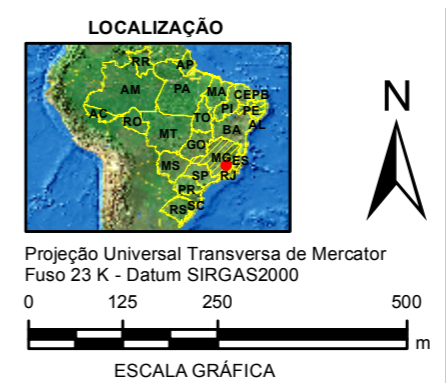 LOCALIZAÇÃO
RR AP
AM PA MA CE PB
PI PE
AC RO TO AL
MT BA
GO
MS MG ES
SP RJ
PR
SC
RS
N
Projeção Universal Transversa de Mercator
Fuso 23 K - Datum SIRGAS2000
0 125 250 500
m
ESCALA GRÁFICA